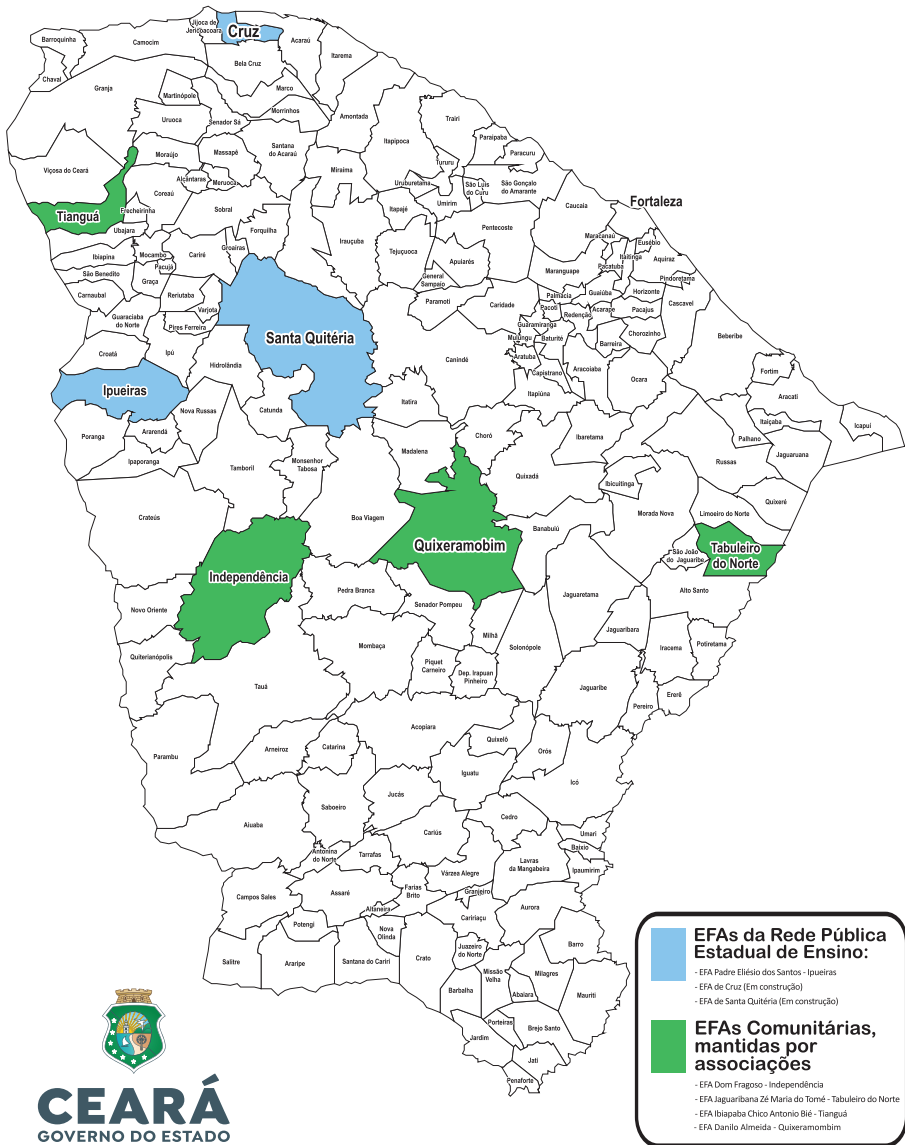 Cruz
Jijoca de
Jericoacoara
Acaraú
Barroquinha
Camocim
Itarema
Bela Cruz
Chaval
Granja
Marco
Martinópole
Morrinhos
Amontada
Trairi
Uruoca
Senador Sá
Itapipoca
Paraipaba
Santana
do Acaraú
Paracuru
Moraújo
Massapê
Tururu
Viçosa do Ceará
Miraima
Alcântaras
Meruoca
Uruburetama
São Luis
do Curu
São Gonçalo
do Amarante
Coreaú
Umirim
Fortaleza
Tianguá
Frecheirinha
Sobral
Itapajé
Caucaia
Ubajara
Forquilha
Irauçuba
Pentecoste
Maracanaú
Eusébio
Groairas
Tejuçuoca
Itaitinga
Ibiapina
Mocambo
Cariré
Apuiarés
Aquiraz
Pacujá
Pacatuba
São Benedito
Graça
General
Sampaio
Maranguape
Pindoretama
Carnaubal
Reriutaba
Guaiúba
Horizonte
Palmácia
Paramoti
Caridade
Pacoti
Acarape
Pacajus
Cascavel
Varjota
Redenção
Guaraciaba
do Norte
Pires Ferreira
Guaramiranga
Chorozinho
Santa Quitéria
Mulungu
Baturité
Beberibe
Barreira
Croatá
Ipú
Aratuba
Canindé
Hidrolândia
Capistrano
Aracoiaba
Fortim
Ocara
Ipueiras
Itapiúna
Aracati
Itatira
Nova Russas
Catunda
Itaiçaba
Icapuí
Ararendá
Poranga
Choró
Ibaretama
Palhano
Ipaporanga
Madalena
Jaguaruana
Monsenhor
Tabosa
Russas
Tamboril
Quixadá
Ibicuitinga
Quixeré
Crateús
Boa Viagem
Morada Nova
Limoeiro do Norte
Banabuiú
Quixeramobim
Tabuleiro
do Norte
São João
do Jaguaribe
Independência
Pedra Branca
Alto Santo
Jaguaretama
Novo Oriente
Senador Pompeu
Jaguaribara
Milhã
Potiretama
Mombaça
Solonópole
Iracema
Quiterianópolis
Piquet
Carneiro
Dep. Irapuan
Pinheiro
Tauá
Jaguaribe
Ererê
Pereiro
Acopiara
Quixelô
Parambu
Arneiroz
Catarina
Orós
Iguatu
Icó
Jucás
Saboeiro
Cedro
Aiuaba
Cariús
Umari
Baixio
Antonina
do Norte
Tarrafas
Lavras
da Mangabeira
Ipaumirim
Várzea Alegre
Campos Sales
Assaré
Farias
Brito
Granjeiro
Altaneira
Aurora
Caririaçu
Potengi
Nova
Olinda
Barro
Juazeiro
do Norte
Salitre
Araripe
Santana do Cariri
Crato
Missão
Velha
Milagres
Barbalha
Abaiara
Mauriti
Porteiras
Brejo Santo
Jardim
Jati
Penaforte
EFAs da Rede Pública
Estadual de Ensino:
- EFA Padre Eliésio dos Santos - Ipueiras
- EFA de Cruz (Em construção)
- EFA de Santa Quitéria (Em construção)
EFAs Comunitárias,
mantidas por
associações
- EFA Dom Fragoso - Independência
- EFA Jaguaribana Zé Maria do Tomé - Tabuleiro do Norte
- EFA Ibiapaba Chico Antonio Bié - Tianguá
- EFA Danilo Almeida - Quixeramombim
CEARÁ
GOVERNO DO ESTADO